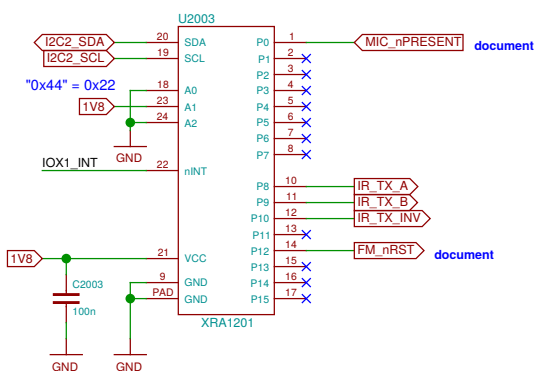 U2003
I2C2_SDA 20 SDA P0 1 MIC_nPRESENT document
I2C2_SCL 19 SCL P1 2
P2 3
"0x44" = 0x22 18 A0 P3 4
1V8 23 A1 P4 5
24 A2 P5 6
P6 7
GND P7 8
IOX1_INT 22 nINT
P8 10 IR_TX_A
P9 11 IR_TX_B
P10 12 IR_TX_INV
P11 13
P12 14 FM_nRST document
1V8 21 VCC P13 15
9 GND P14 16
C2003 PAD GND P15 17
100n
XRA1201
GND GND